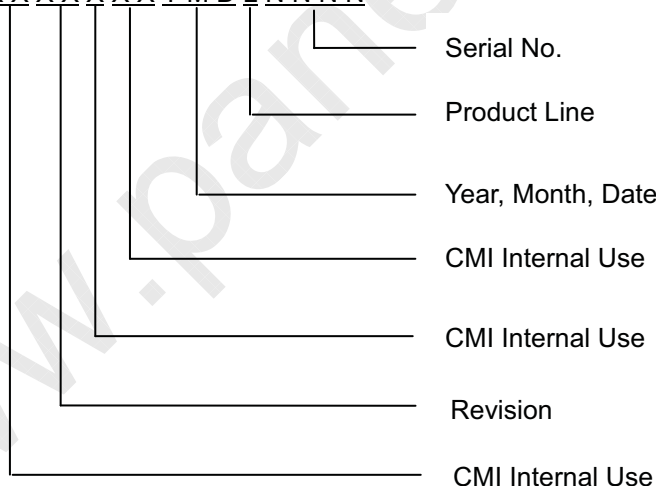 Serial No.
Product Line
Year, Month, Date
CMI Internal Use
CMI Internal Use
Revision
CMI Internal Use